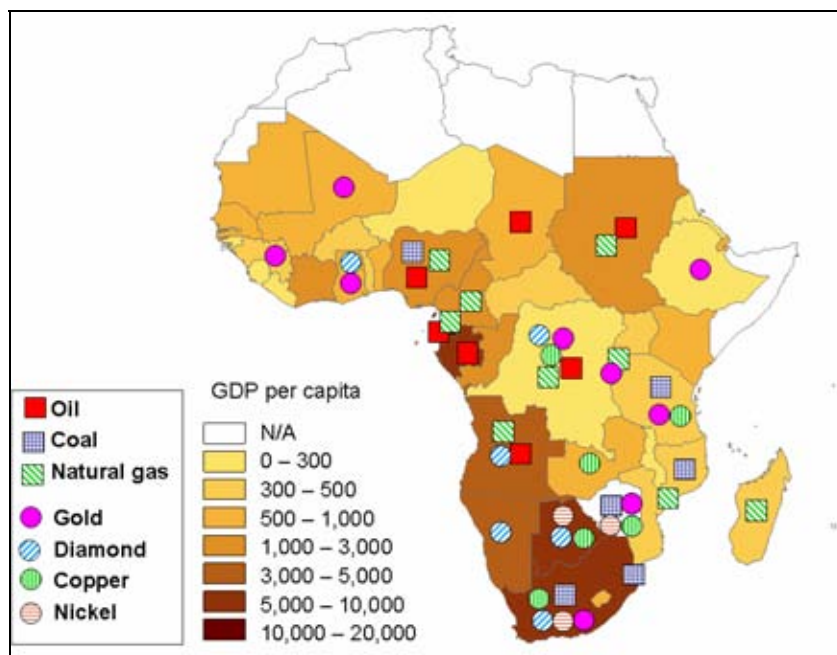 Oil
Coal
Natural gas
Gold
Diamond
Copper
Nickel
GDP per capita
N/A
0 – 300
300 – 500
500 – 1,000
1,000 – 3,000
3,000 – 5,000
5,000 – 10,000
10,000 – 20,000